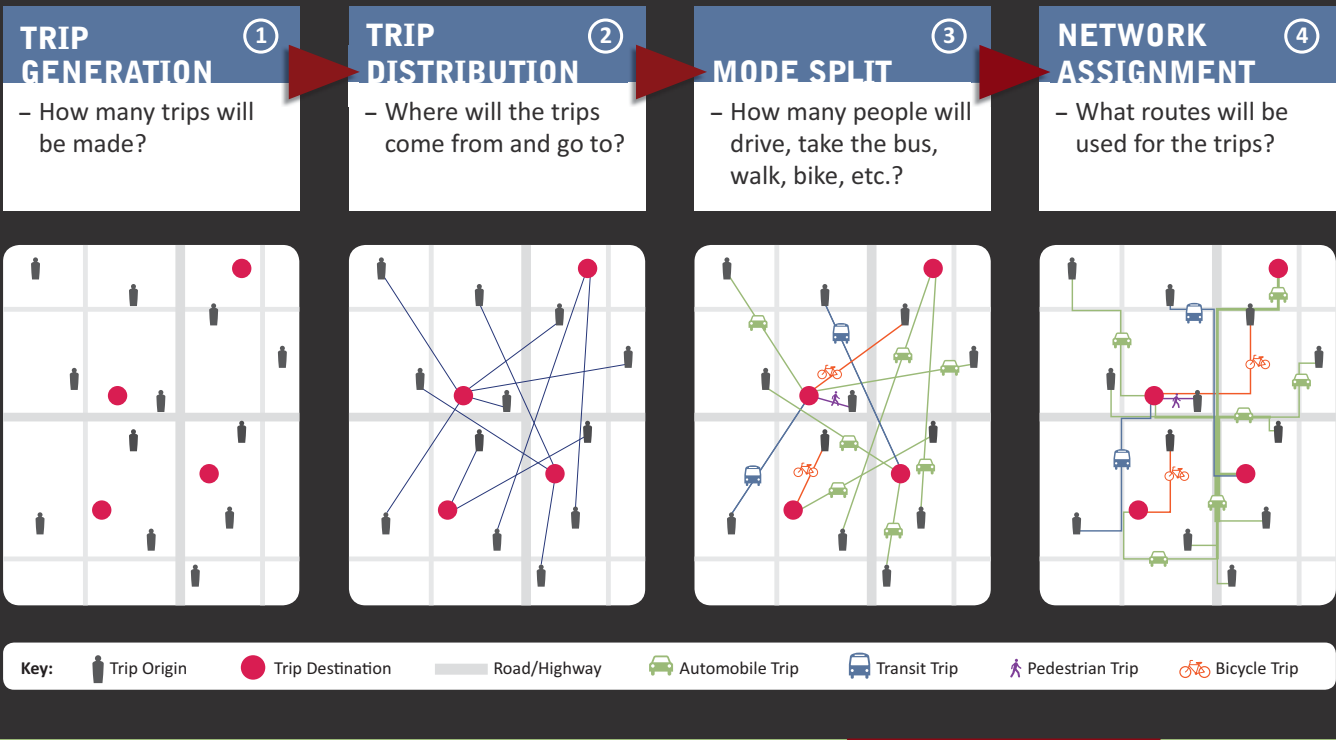 TRIP
GENERATION
1
– How many trips will
be made?
TRIP
DISTRIBUTION
2
– Where will the trips
come from and go to?
MODE SPLIT
3
– How many people will
drive, take the bus,
walk, bike, etc.?
NETWORK
ASSIGNMENT
4
– What routes will be
used for the trips?
Key: Trip Origin Trip Destination Road/Highway Automobile Trip Transit Trip Pedestrian Trip Bicycle Trip